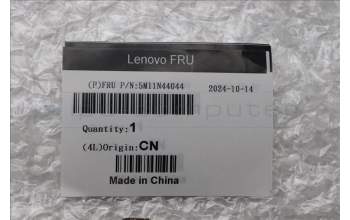 Lenovo FRU
(P)FRU P/N:5M11N44044 2024-10-14
Quantity:1
(4L)Origin:CN
Made in China